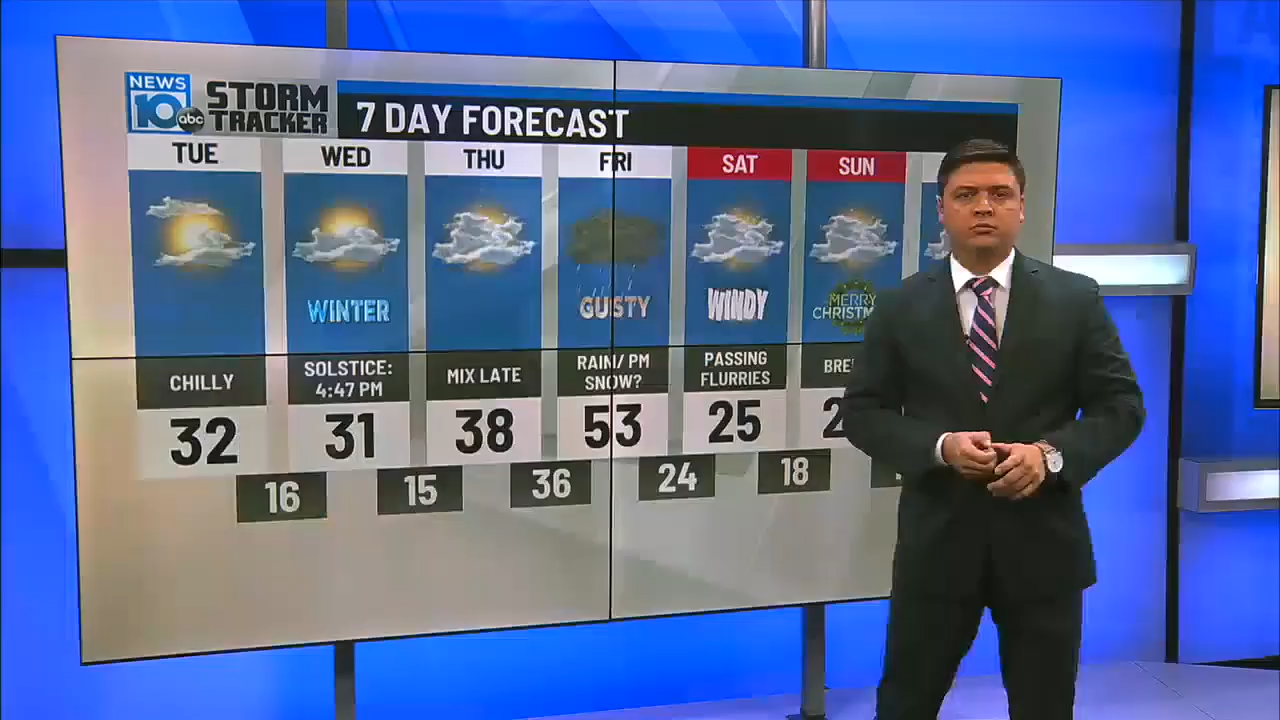 NEWS
10
abc
STORM
TRACKER
7 DAY FORECAST
TUE
WED
THU
FRI
SAT
SUN
WINTER
GUSTY
WINDY
MERRY
CHILLY
SOLSTICE:
4:47 PM
MIX LATE
RAIN/ PM
SNOW?
PASSING
FLURRIES
32
31
38
53
25
16
15
36
24
18